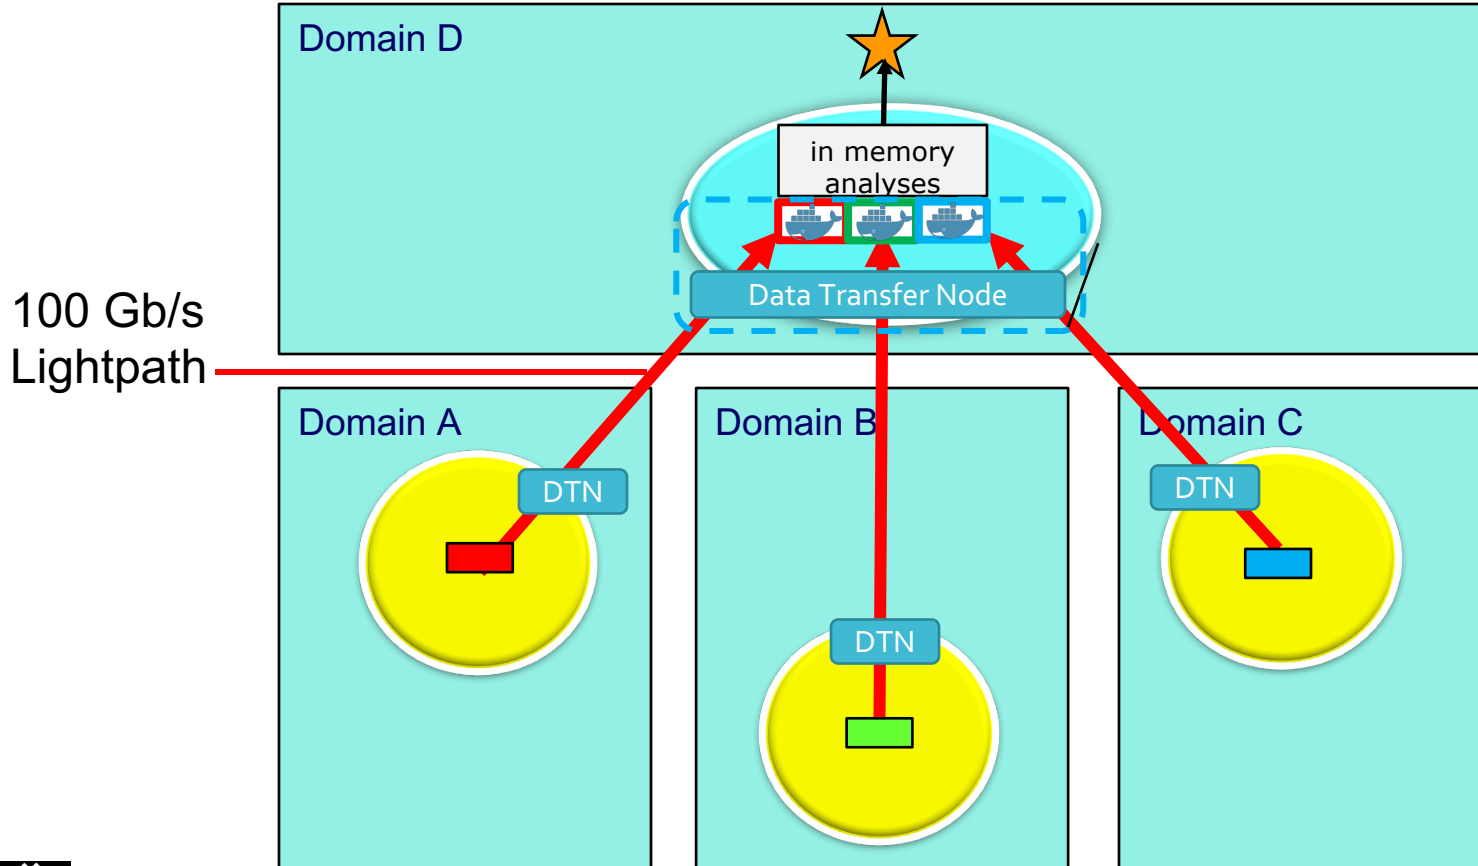 Domain D
in memory
analyses
Data Transfer Node
100 Gb/s
Lightpath
Domain A
Domain B
Domain C
DTN
DTN
DTN